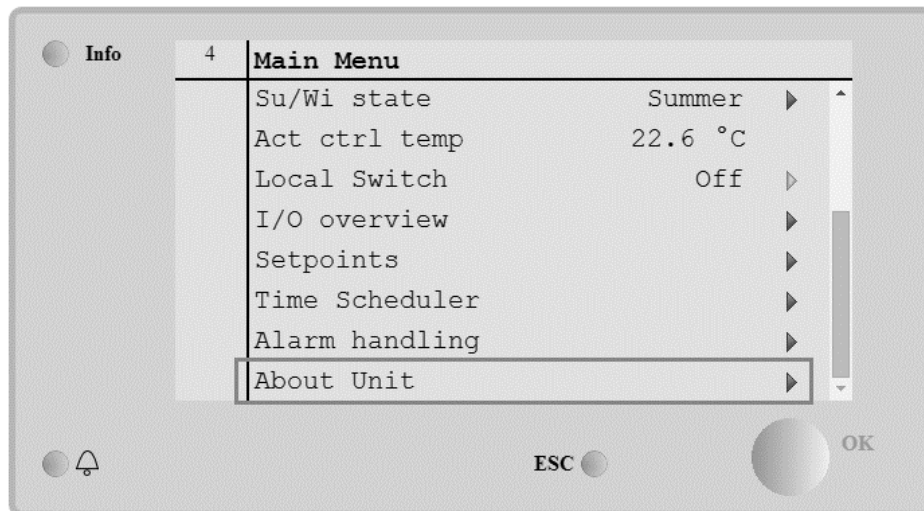 Info
4 Main Menu
Su/Wi state Summer
Act ctrl temp 22.6 °C
Local Switch Off
I/O overview
Setpoints
Time Scheduler
Alarm handling
About Unit
ESC
OK